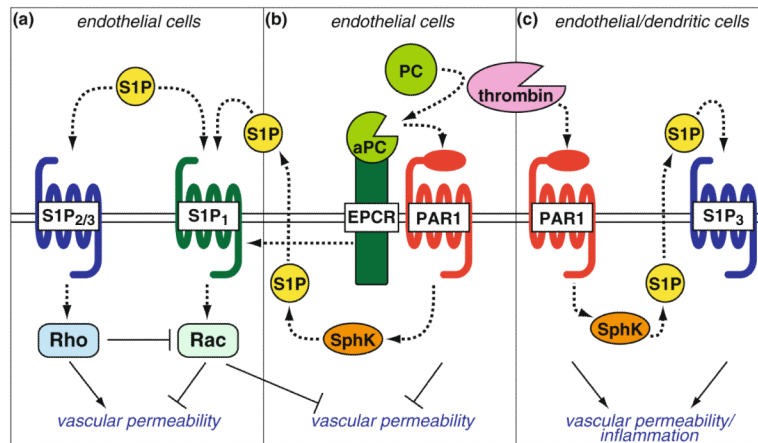 (a) endothelial cells
(b) endothelial cells
(c) endothelial/dendritic cells
S1P
S1P
PC
thrombin
S1P
aPC
S1P2/3
S1P1
EPCR
PAR1
PAR1
S1P3
S1P
S1P
Rho
Rac
SphK
SphK
vascular permeability
vascular permeability
vascular permeability/
inflammation